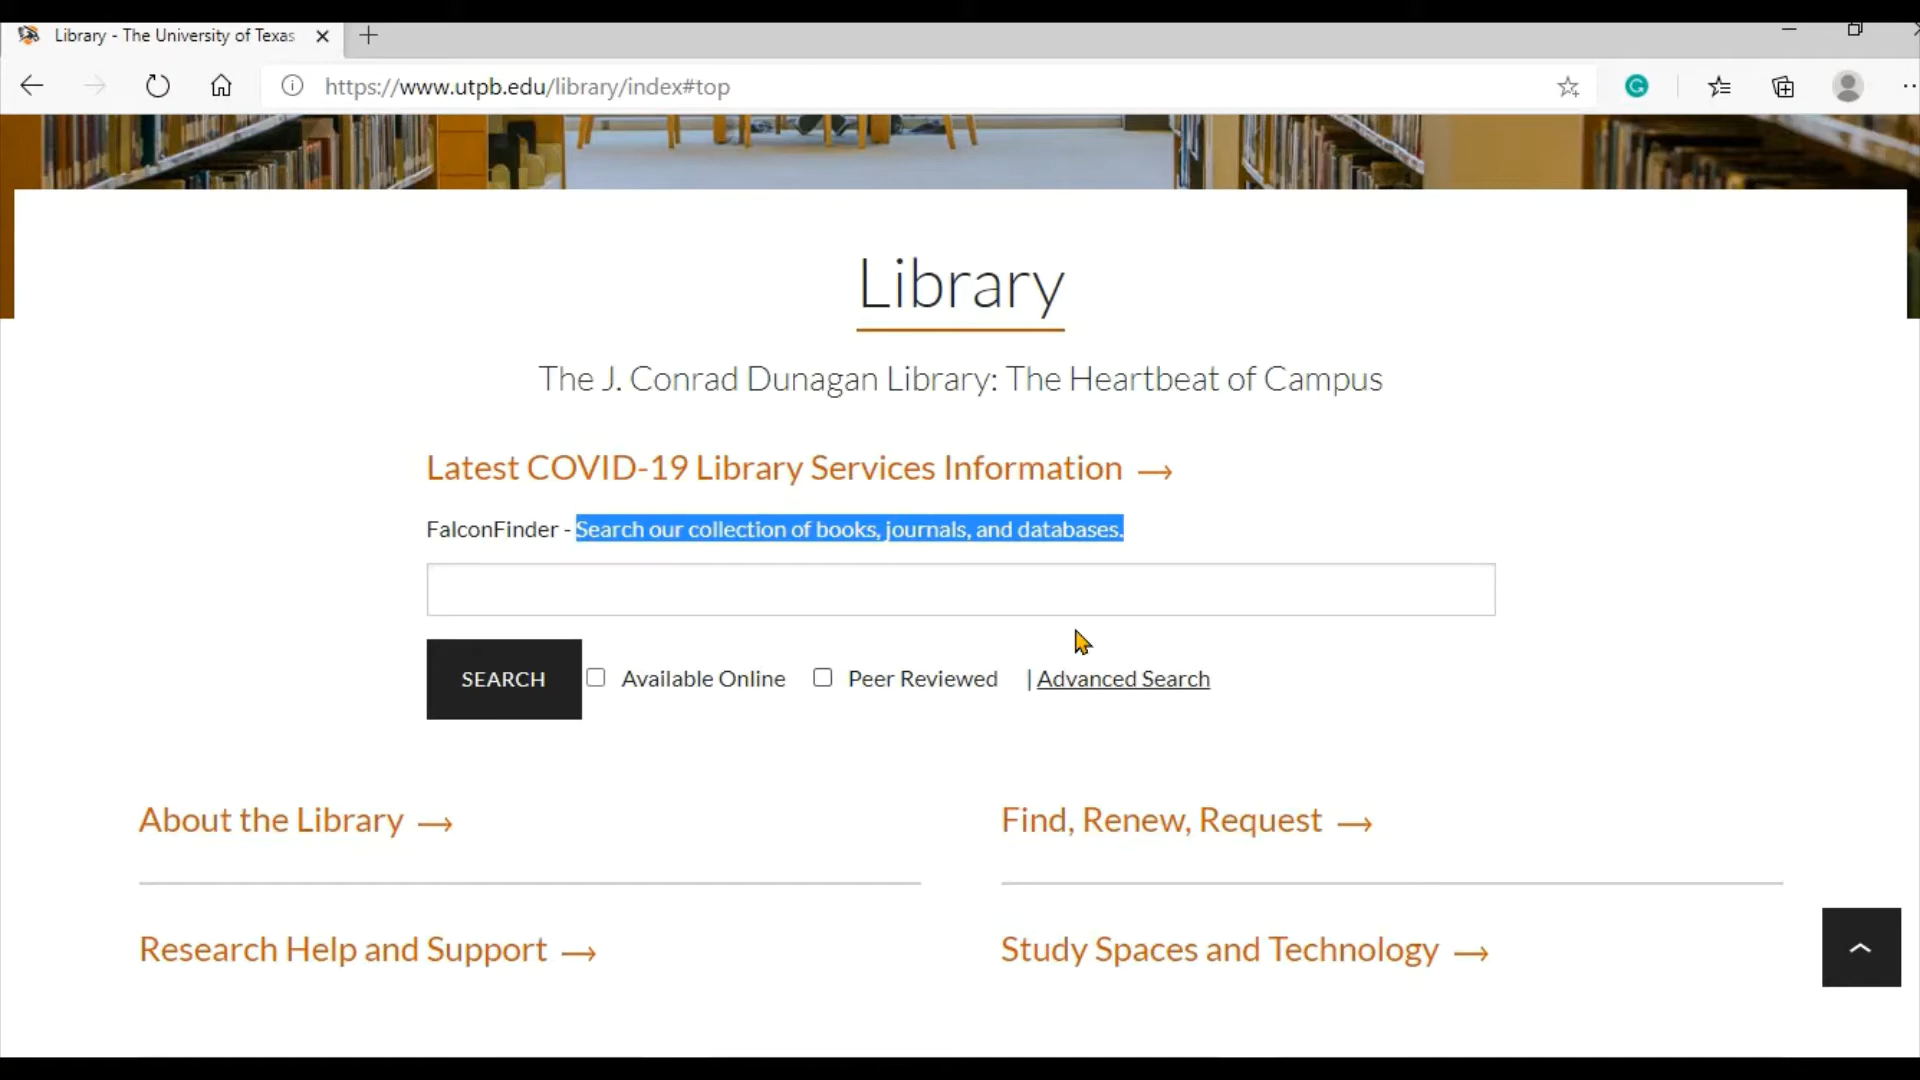 Library - The University of Texas
https://www.utpb.edu/library/index#top
Library
The J. Conrad Dunagan Library: The Heartbeat of Campus
Latest COVID-19 Library Services Information →
FalconFinder - Search our collection of books, journals, and databases.
SEARCH Available Online Peer Reviewed | Advanced Search
About the Library →
Find, Renew, Request →
Research Help and Support →
Study Spaces and Technology →